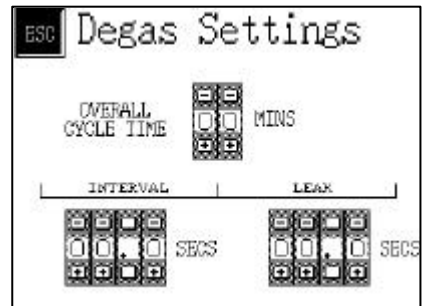 ESC Degas Settings
OVERALL
CYCLE TIME
00 MINS
INTERVAL LEAK
00.0 SECS 00.0 SECS